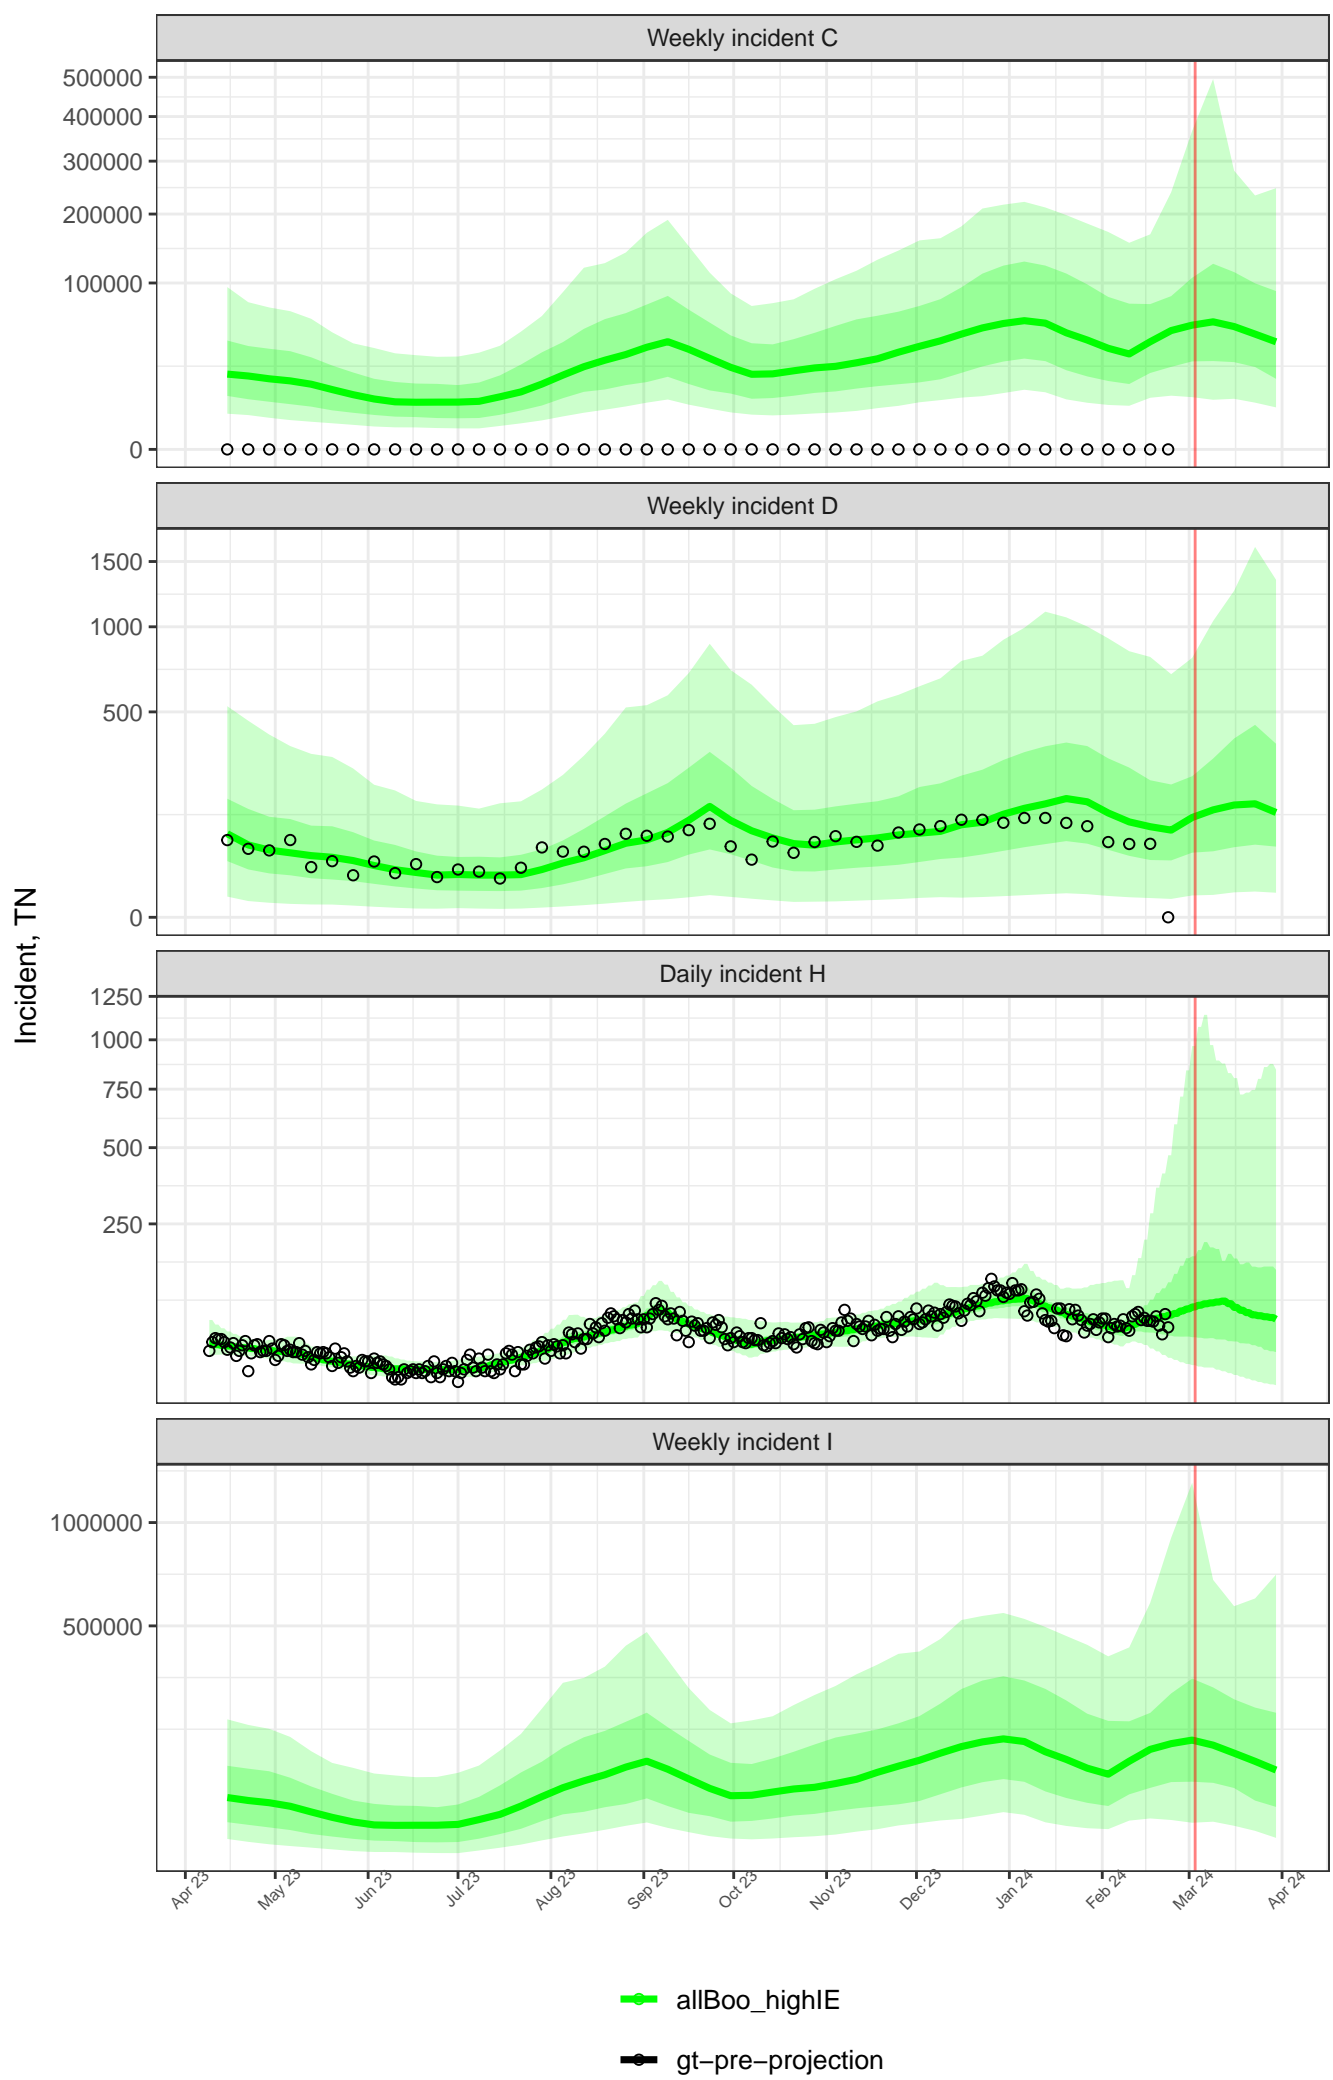 Weekly incident C
500000
400000
300000
200000
100000
0
Weekly incident D
1500
1000
500
0
Incident, TN
Daily incident H
1250
1000
750
500
250
Weekly incident I
1000000
500000
Apr 23
May 23
Jun 23
Jul 23
Aug 23
Sep 23
Oct 23
Nov 23
Dec 23
Jan 24
Feb 24
Mar 24
Apr 24
allBoo_highIE
gt−pre−projection